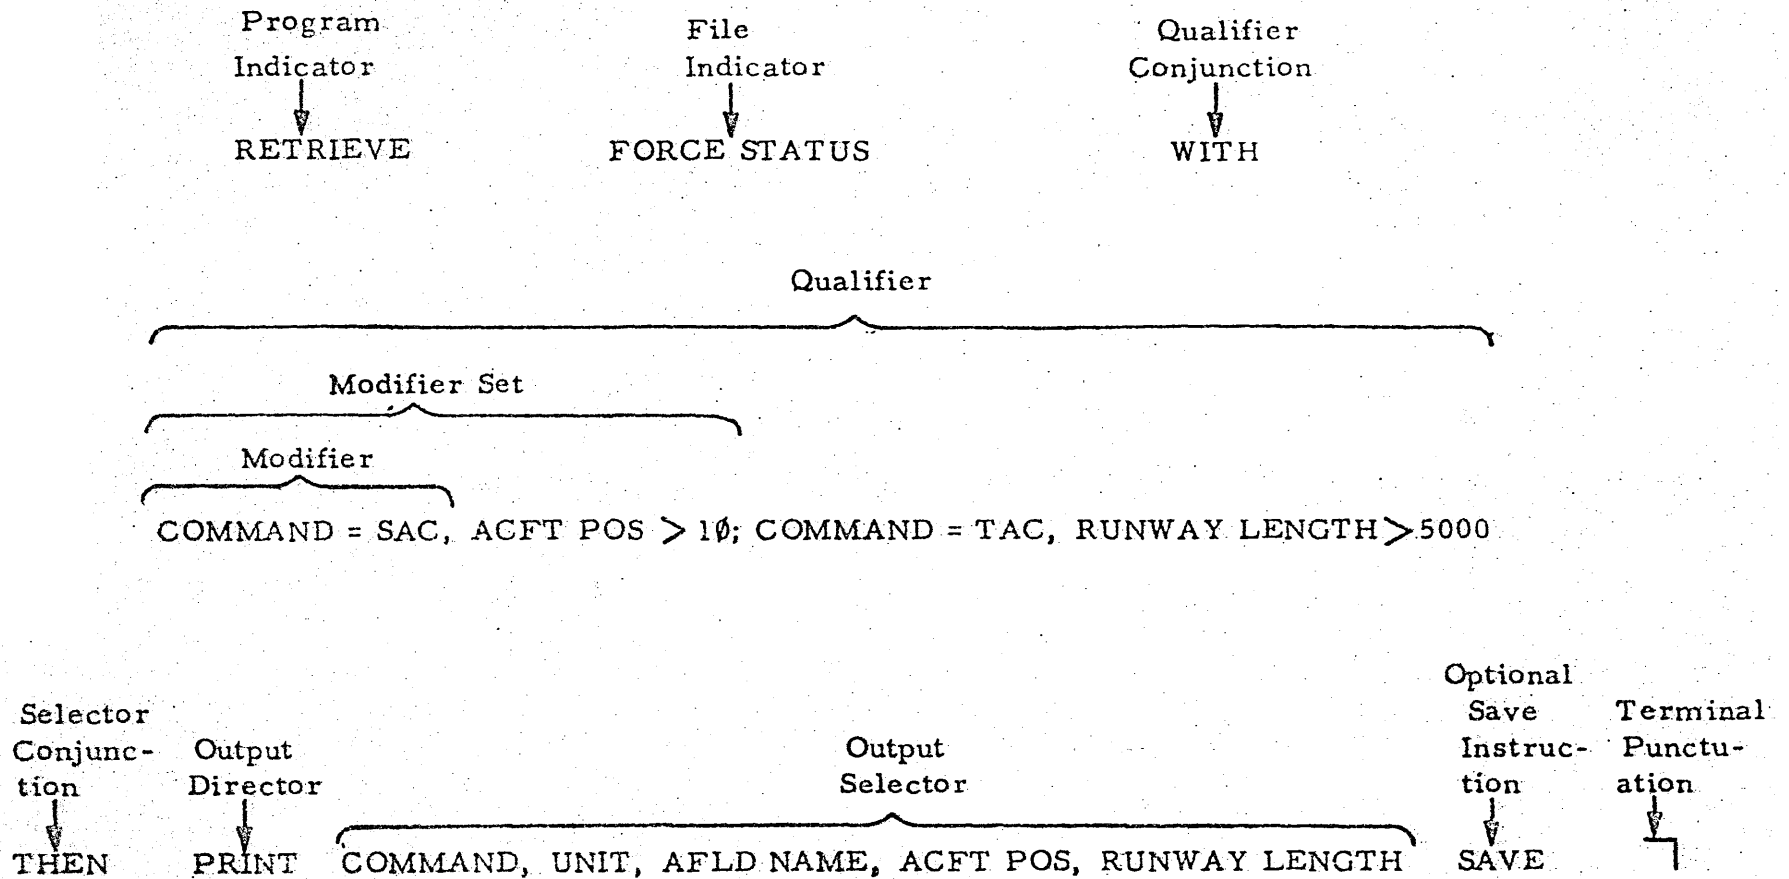 Program Indicator
File Indicator
Qualifier Conjunction
RETRIEVE FORCE STATUS WITH
Qualifier
Modifier Set
Modifier
COMMAND = SAC, ACFT POS > 1Ø; COMMAND = TAC, RUNWAY LENGTH > 5000
Selector
Conjunc-
tion
Output
Director
Output
Selector
Optional
Save
Instruc-
tion
Terminal
Punctu-
ation
THEN PRINT COMMAND, UNIT, AFLD NAME, ACFT POS, RUNWAY LENGTH SAVE ㄱ